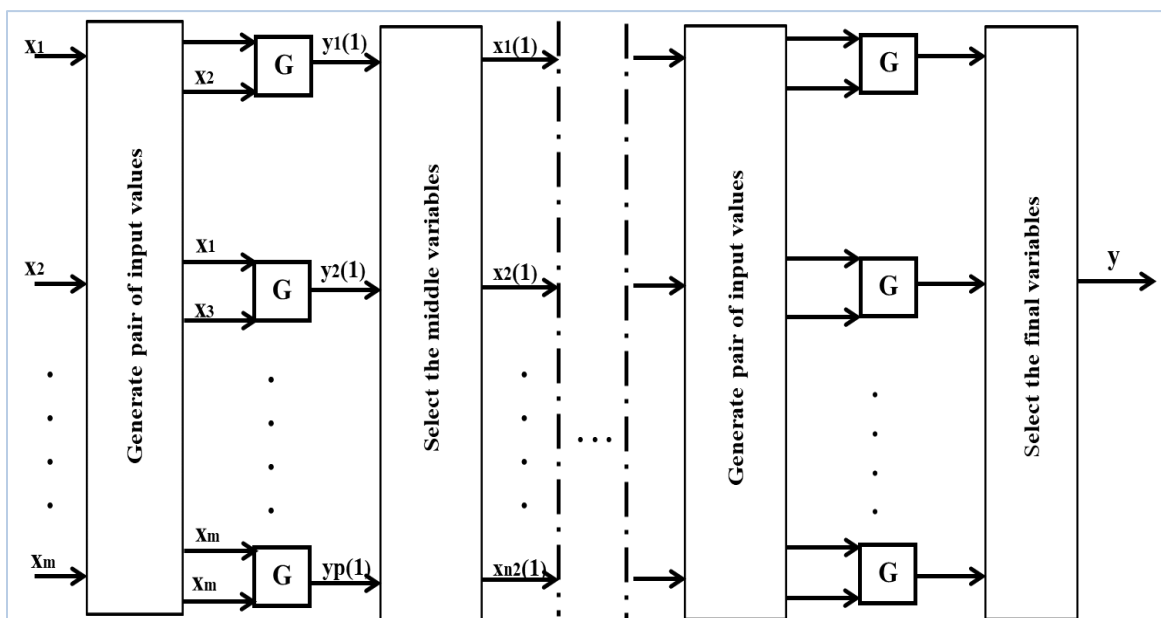 x1
x2
G
y1(1)
x1(1)
G
x2
x1
x3
G
y2(1)
x2(1)
G
y
xm
xm
xm
G
yp(1)
xn2(1)
G
...
Generate pair of input values
Select the middle variables
Generate pair of input values
Select the final variables